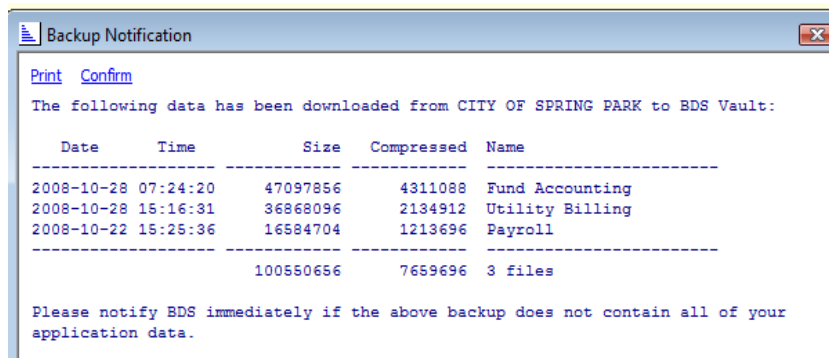 Backup Notification
Print Confirm
The following data has been downloaded from CITY OF SPRING PARK to BDS Vault:
Date Time Size Compressed Name
------------------- ------------ ------------ ------------------------
2008-10-28 07:24:20 47097856 4311088 Fund Accounting
2008-10-28 15:16:31 36868096 2134912 Utility Billing
2008-10-22 15:25:36 16584704 1213696 Payroll
------------------- ------------ ------------ ------------------------
100550656 7659696 3 files
Please notify BDS immediately if the above backup does not contain all of your
application data.